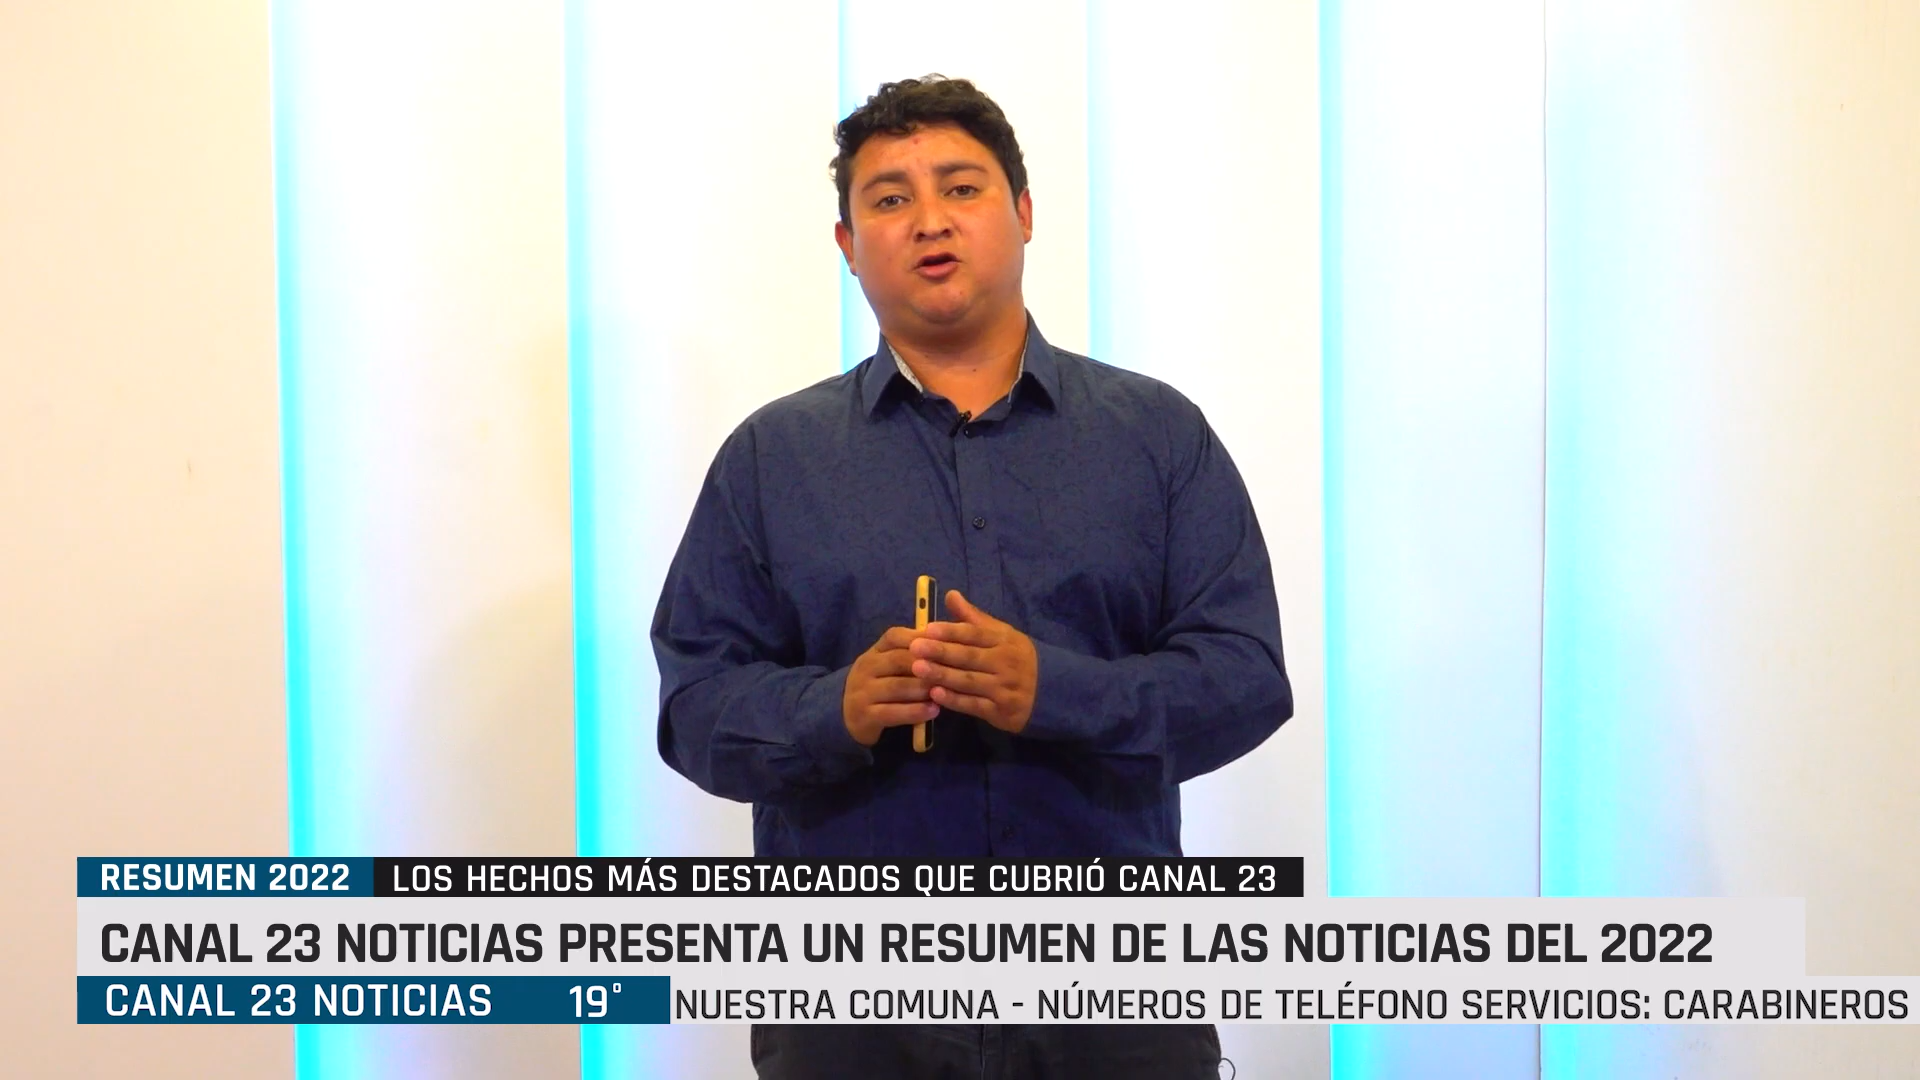 RESUMEN 2022 LOS HECHOS MÁS DESTACADOS QUE CUBRIÓ CANAL 23
CANAL 23 NOTICIAS PRESENTA UN RESUMEN DE LAS NOTICIAS DEL 2022
CANAL 23 NOTICIAS 19° NUESTRA COMUNA - NÚMEROS DE TELÉFONO SERVICIOS: CARABINEROS